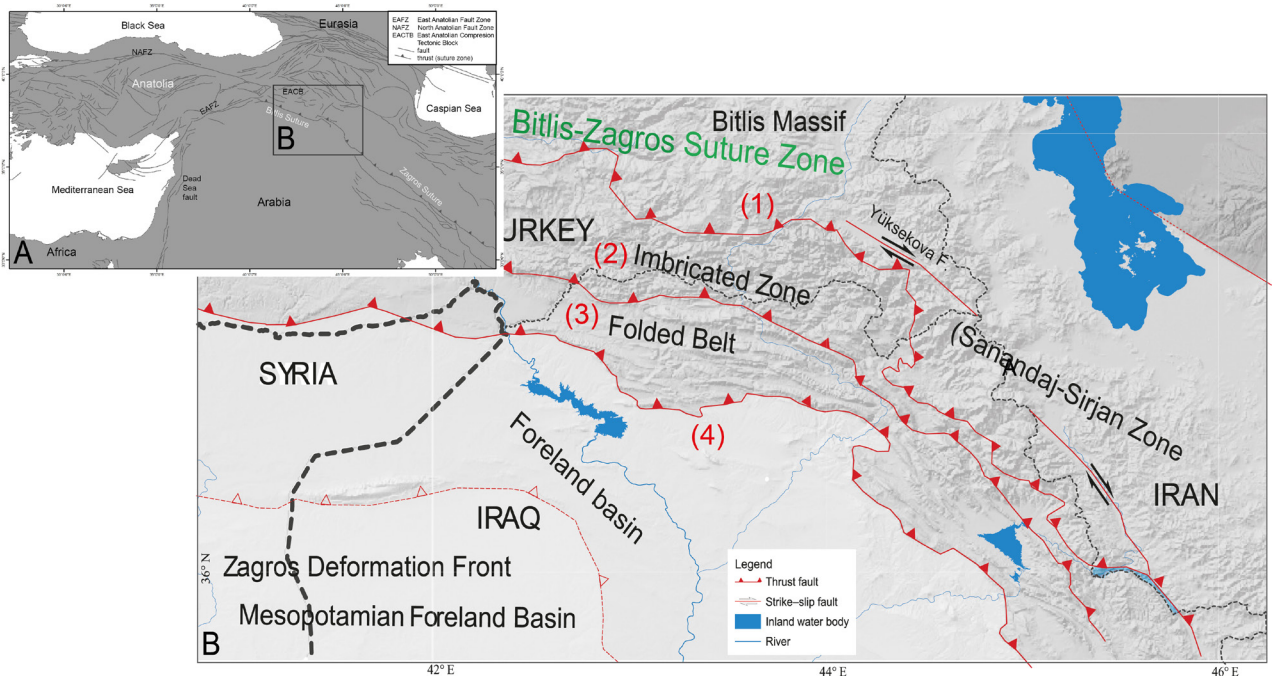 Black Sea
Eurasia
EAFZ East Anatolian Fault Zone
NAFZ North Anatolian Fault Zone
EACTB East Anatolian Compresion
Tectonic Block
fault
thrust (suture zone)
NAFZ
Anatolia
EAFZ
EACB
Bitlis Suture
B
Caspian Sea
Mediterranean Sea
Dead
Sea
fault
Arabia
Zagros Suture
Africa
A
Bitlis Massif
Bitlis-Zagros Suture Zone
(1)
URKEY
Yüksekova F
(2)
Imbricated Zone
(3)
Folded Belt
(Sanandaj-Sirjan Zone
SYRIA
(4)
Foreland basin
IRAN
IRAQ
Zagros Deformation Front
Mesopotamian Foreland Basin
36° N
B
Legend
Thrust fault
Strike–slip fault
Inland water body
River
42° E
44° E
46° E